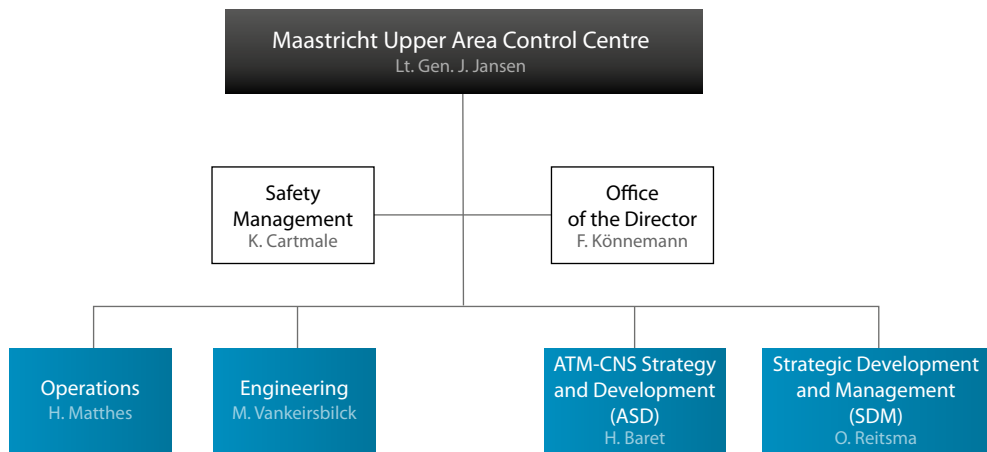 Maastricht Upper Area Control Centre
Lt. Gen. J. Jansen
Safety
Management
K. Cartmale
Office
of the Director
F. Könnemann
Operations
H. Matthes
Engineering
M. Vankeirsbilck
ATM-CNS Strategy
and Development
(ASD)
H. Baret
Strategic Development
and Management
(SDM)
O. Reitsma